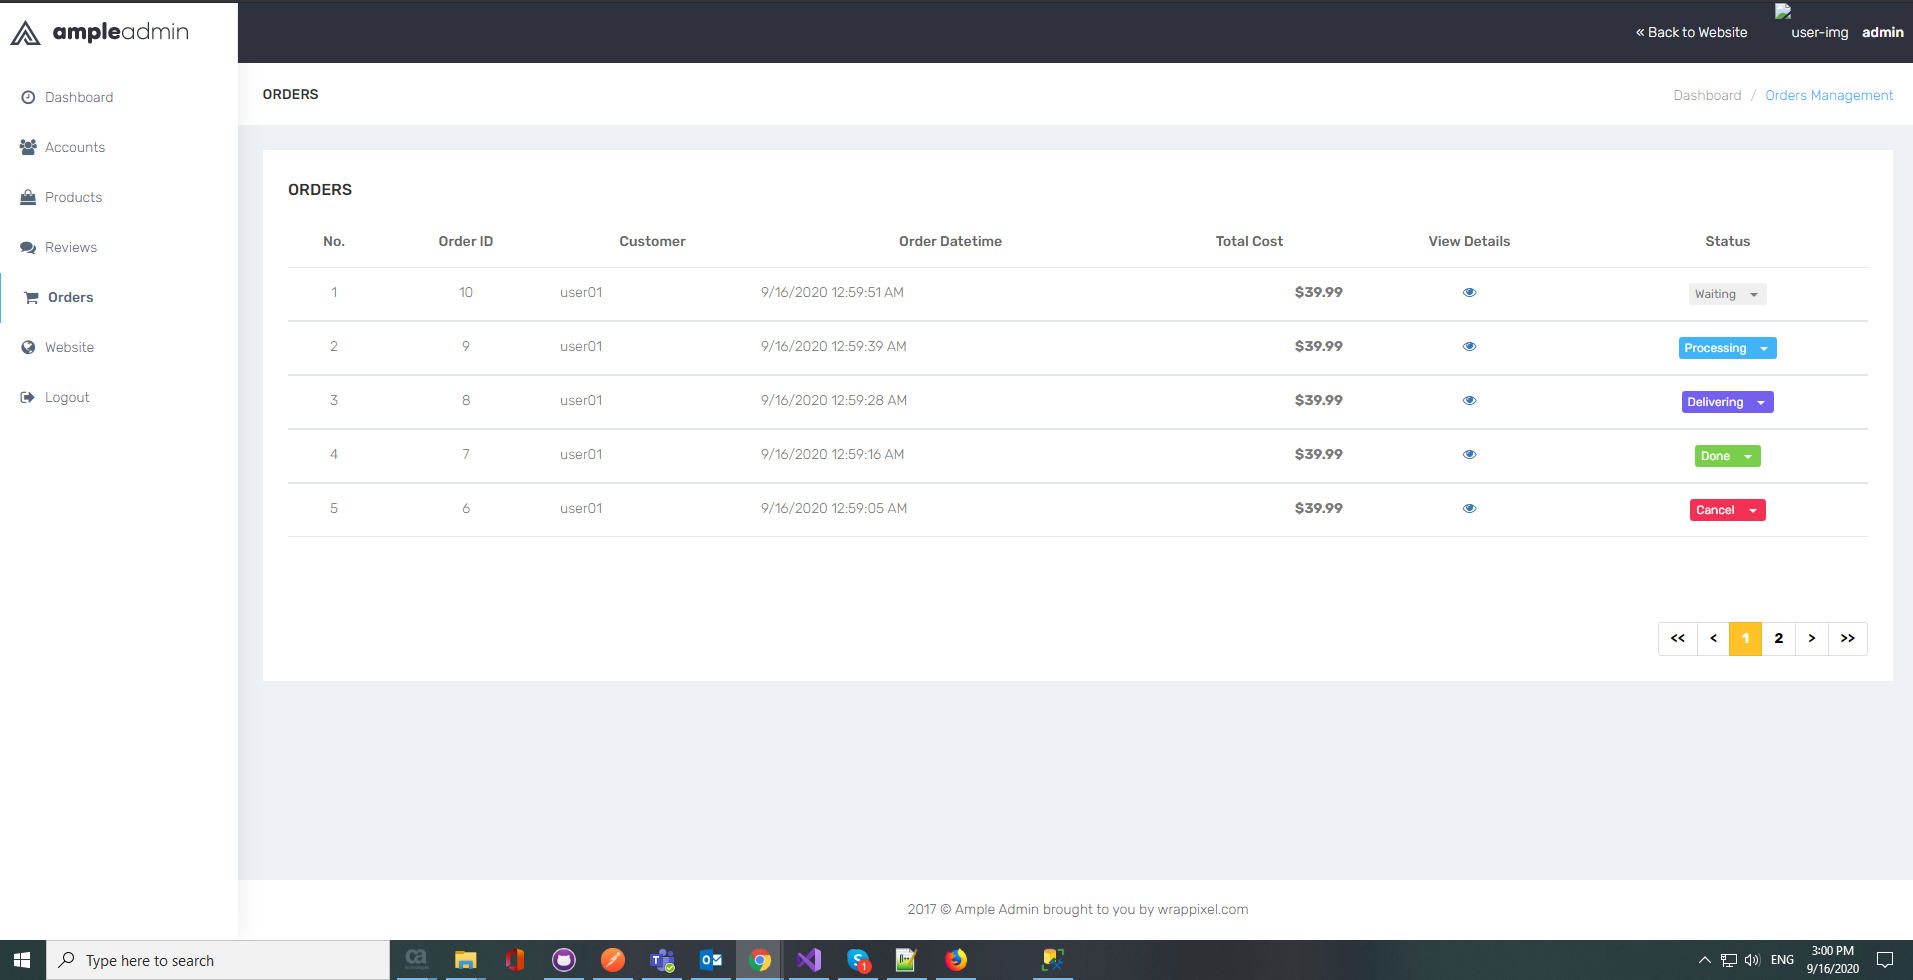 ampleadmin
« Back to Website
user-img
admin
Dashboard
Accounts
Products
Reviews
Orders
Website
Logout
ORDERS
Dashboard / Orders Management
ORDERS
No. Order ID Customer Order Datetime Total Cost View Details Status
1 10 user01 9/16/2020 12:59:51 AM $39.99 Waiting
2 9 user01 9/16/2020 12:59:39 AM $39.99 Processing
3 8 user01 9/16/2020 12:59:28 AM $39.99 Delivering
4 7 user01 9/16/2020 12:59:16 AM $39.99 Done
5 6 user01 9/16/2020 12:59:05 AM $39.99 Cancel
<< < 1 2 > >>
2017 © Ample Admin brought to you by wrappixel.com
Type here to search
ca
1
ENG
3:00 PM
9/16/2020